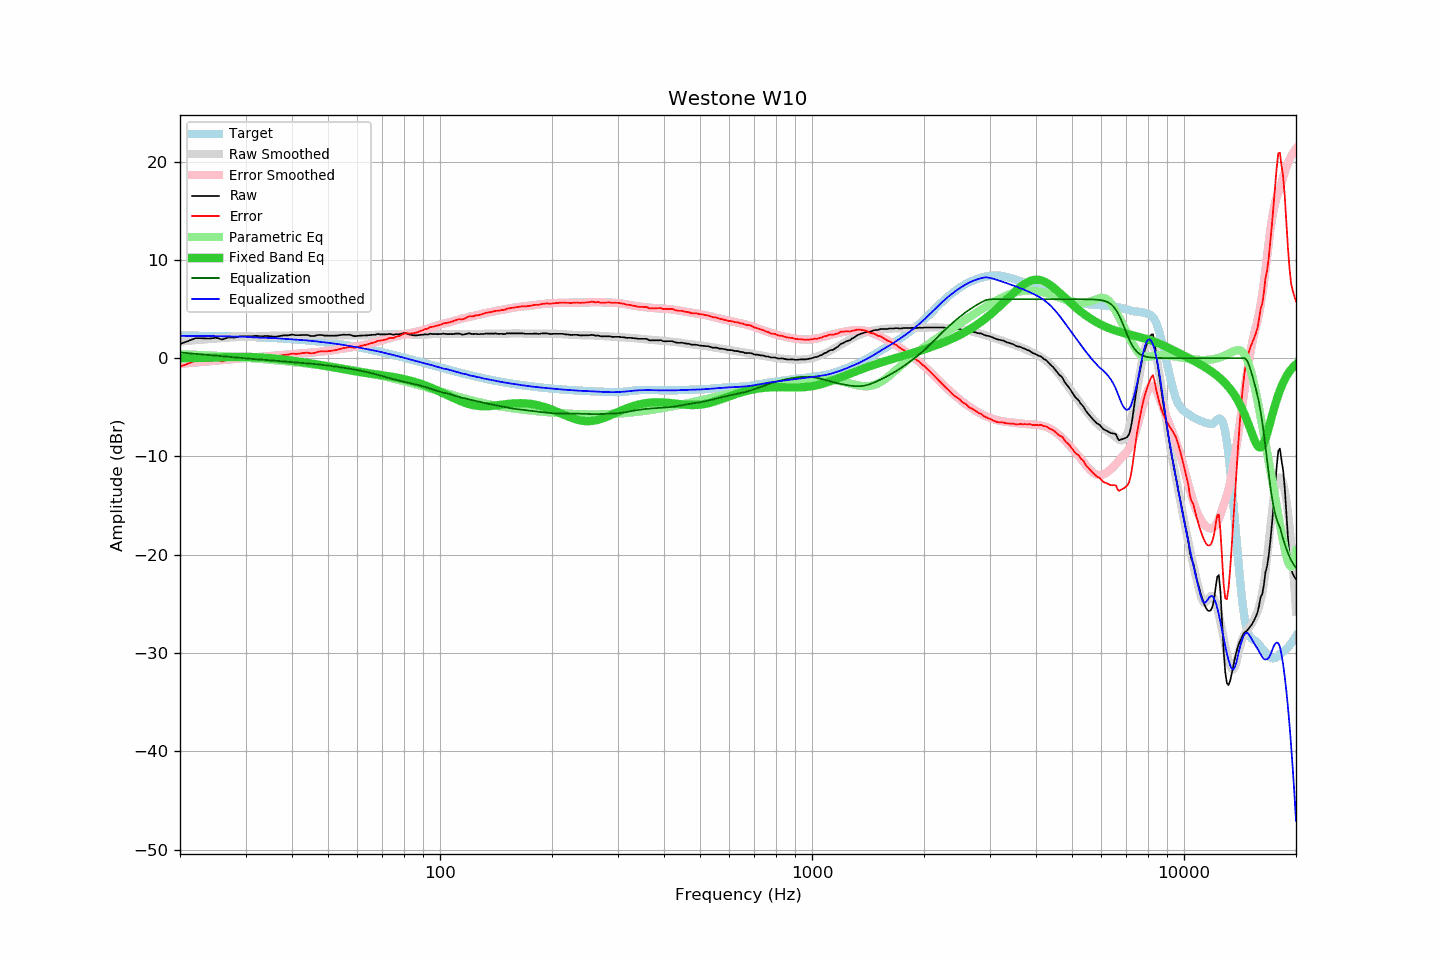 Westone W10
Target
Raw Smoothed
Error Smoothed
Raw
Error
Parametric Eq
Fixed Band Eq
Equalization
Equalized smoothed
20
10
0
−10
−20
−30
−40
−50
Amplitude (dBr)
100
1000
10000
Frequency (Hz)